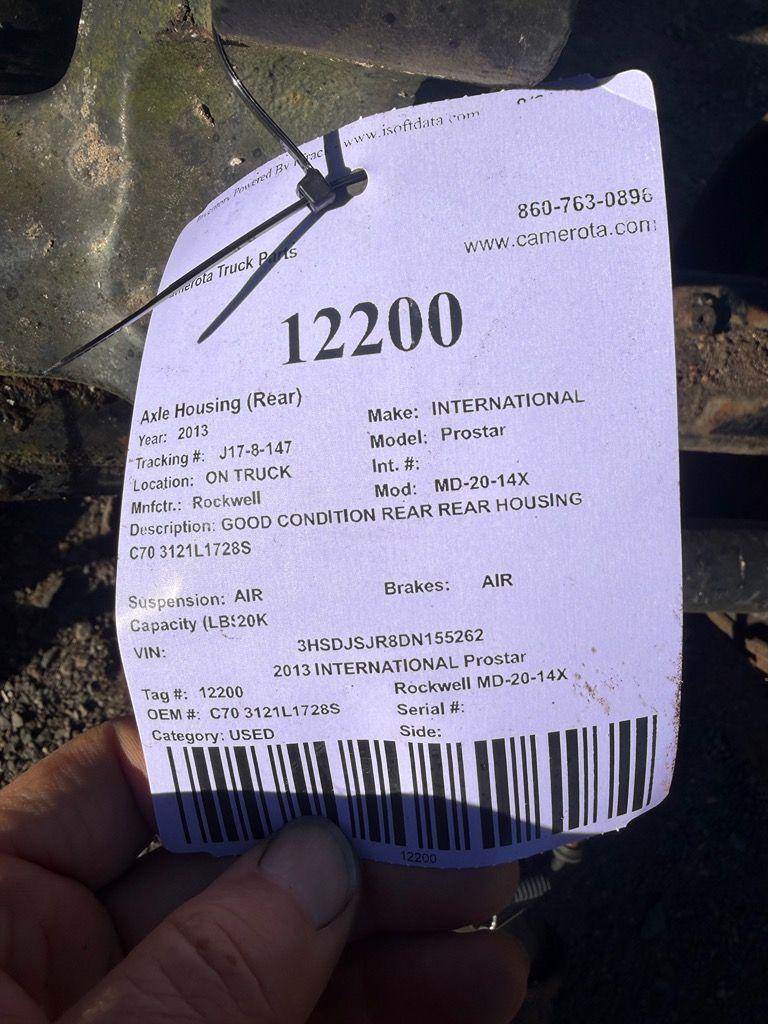 Powered By www.isoftdata.com
860-763-0896
www.camerota.com
Truck Parts
12200
Axle Housing (Rear)
Year: 2013 Make: INTERNATIONAL
Tracking #: J17-8-147 Model: Prostar
Location: ON TRUCK Int. #:
Mnfctr.: Rockwell Mod: MD-20-14X
Description: GOOD CONDITION REAR REAR HOUSING
C70 3121L1728S
Suspension: AIR Brakes: AIR
Capacity (LBS20K
VIN: 3HSDJSJR8DN155262
2013 INTERNATIONAL Prostar
Tag #: 12200 Rockwell MD-20-14X
OEM #: C70 3121L1728S Serial #:
Category: USED Side:
12200